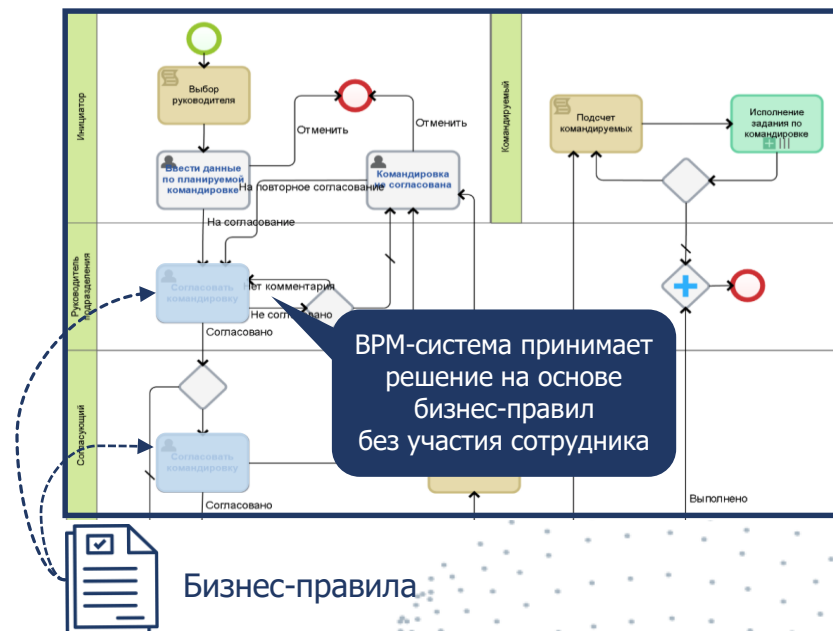 Инициатор
Выбор
руководителя
Отменить
Отменить
Ввести данные
по планируемой
командировке
На повторное согласование
Командировка
не согласована
На согласование
Командируемый
Подсчет
командируемых
Исполнение
задания по
командировке
Руководитель
подразделения
Согласовать
командировку
Нет комментария
Не согласовано
Согласовано
BPM-система принимает
решение на основе
бизнес-правил
без участия сотрудника
Согласующий
Согласовать
командировку
Согласовано
Выполнено
Бизнес-правила